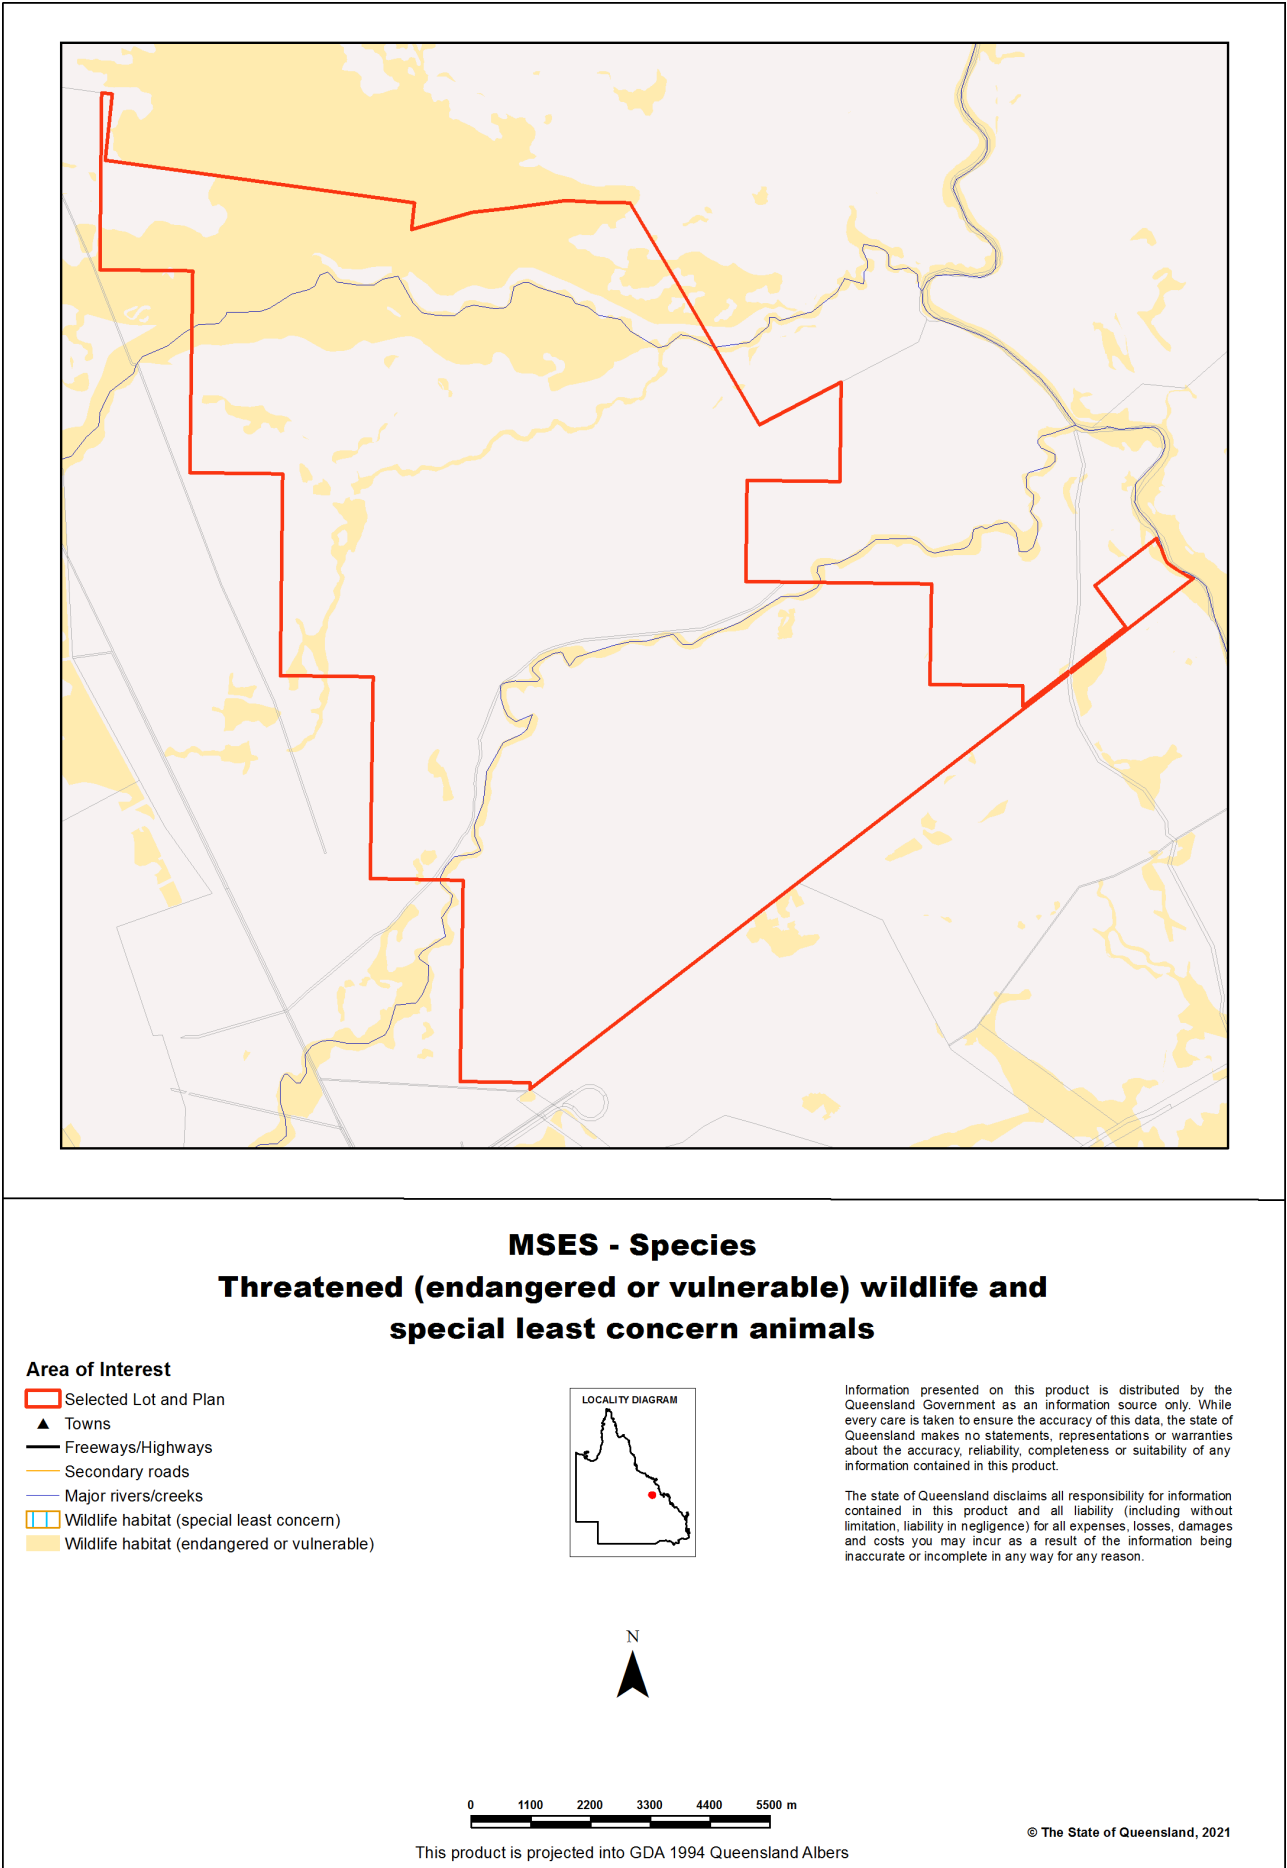 MSES - Species
Threatened (endangered or vulnerable) wildlife and
special least concern animals
Area of Interest
Selected Lot and Plan
Towns
Freeways/Highways
Secondary roads
Major rivers/creeks
Wildlife habitat (special least concern)
Wildlife habitat (endangered or vulnerable)
LOCALITY DIAGRAM
Information presented on this product is distributed by the
Queensland Government as an information source only. While
every care is taken to ensure the accuracy of this data, the state of
Queensland makes no statements, representations or warranties
about the accuracy, reliability, completeness or suitability of any
information contained in this product.
The state of Queensland disclaims all responsibility for information
contained in this product and all liability (including without
limitation, liability in negligence) for all expenses, losses, damages
and costs you may incur as a result of the information being
inaccurate or incomplete in any way for any reason.
N
0 1100 2200 3300 4400 5500 m
This product is projected into GDA 1994 Queensland Albers
© The State of Queensland, 2021